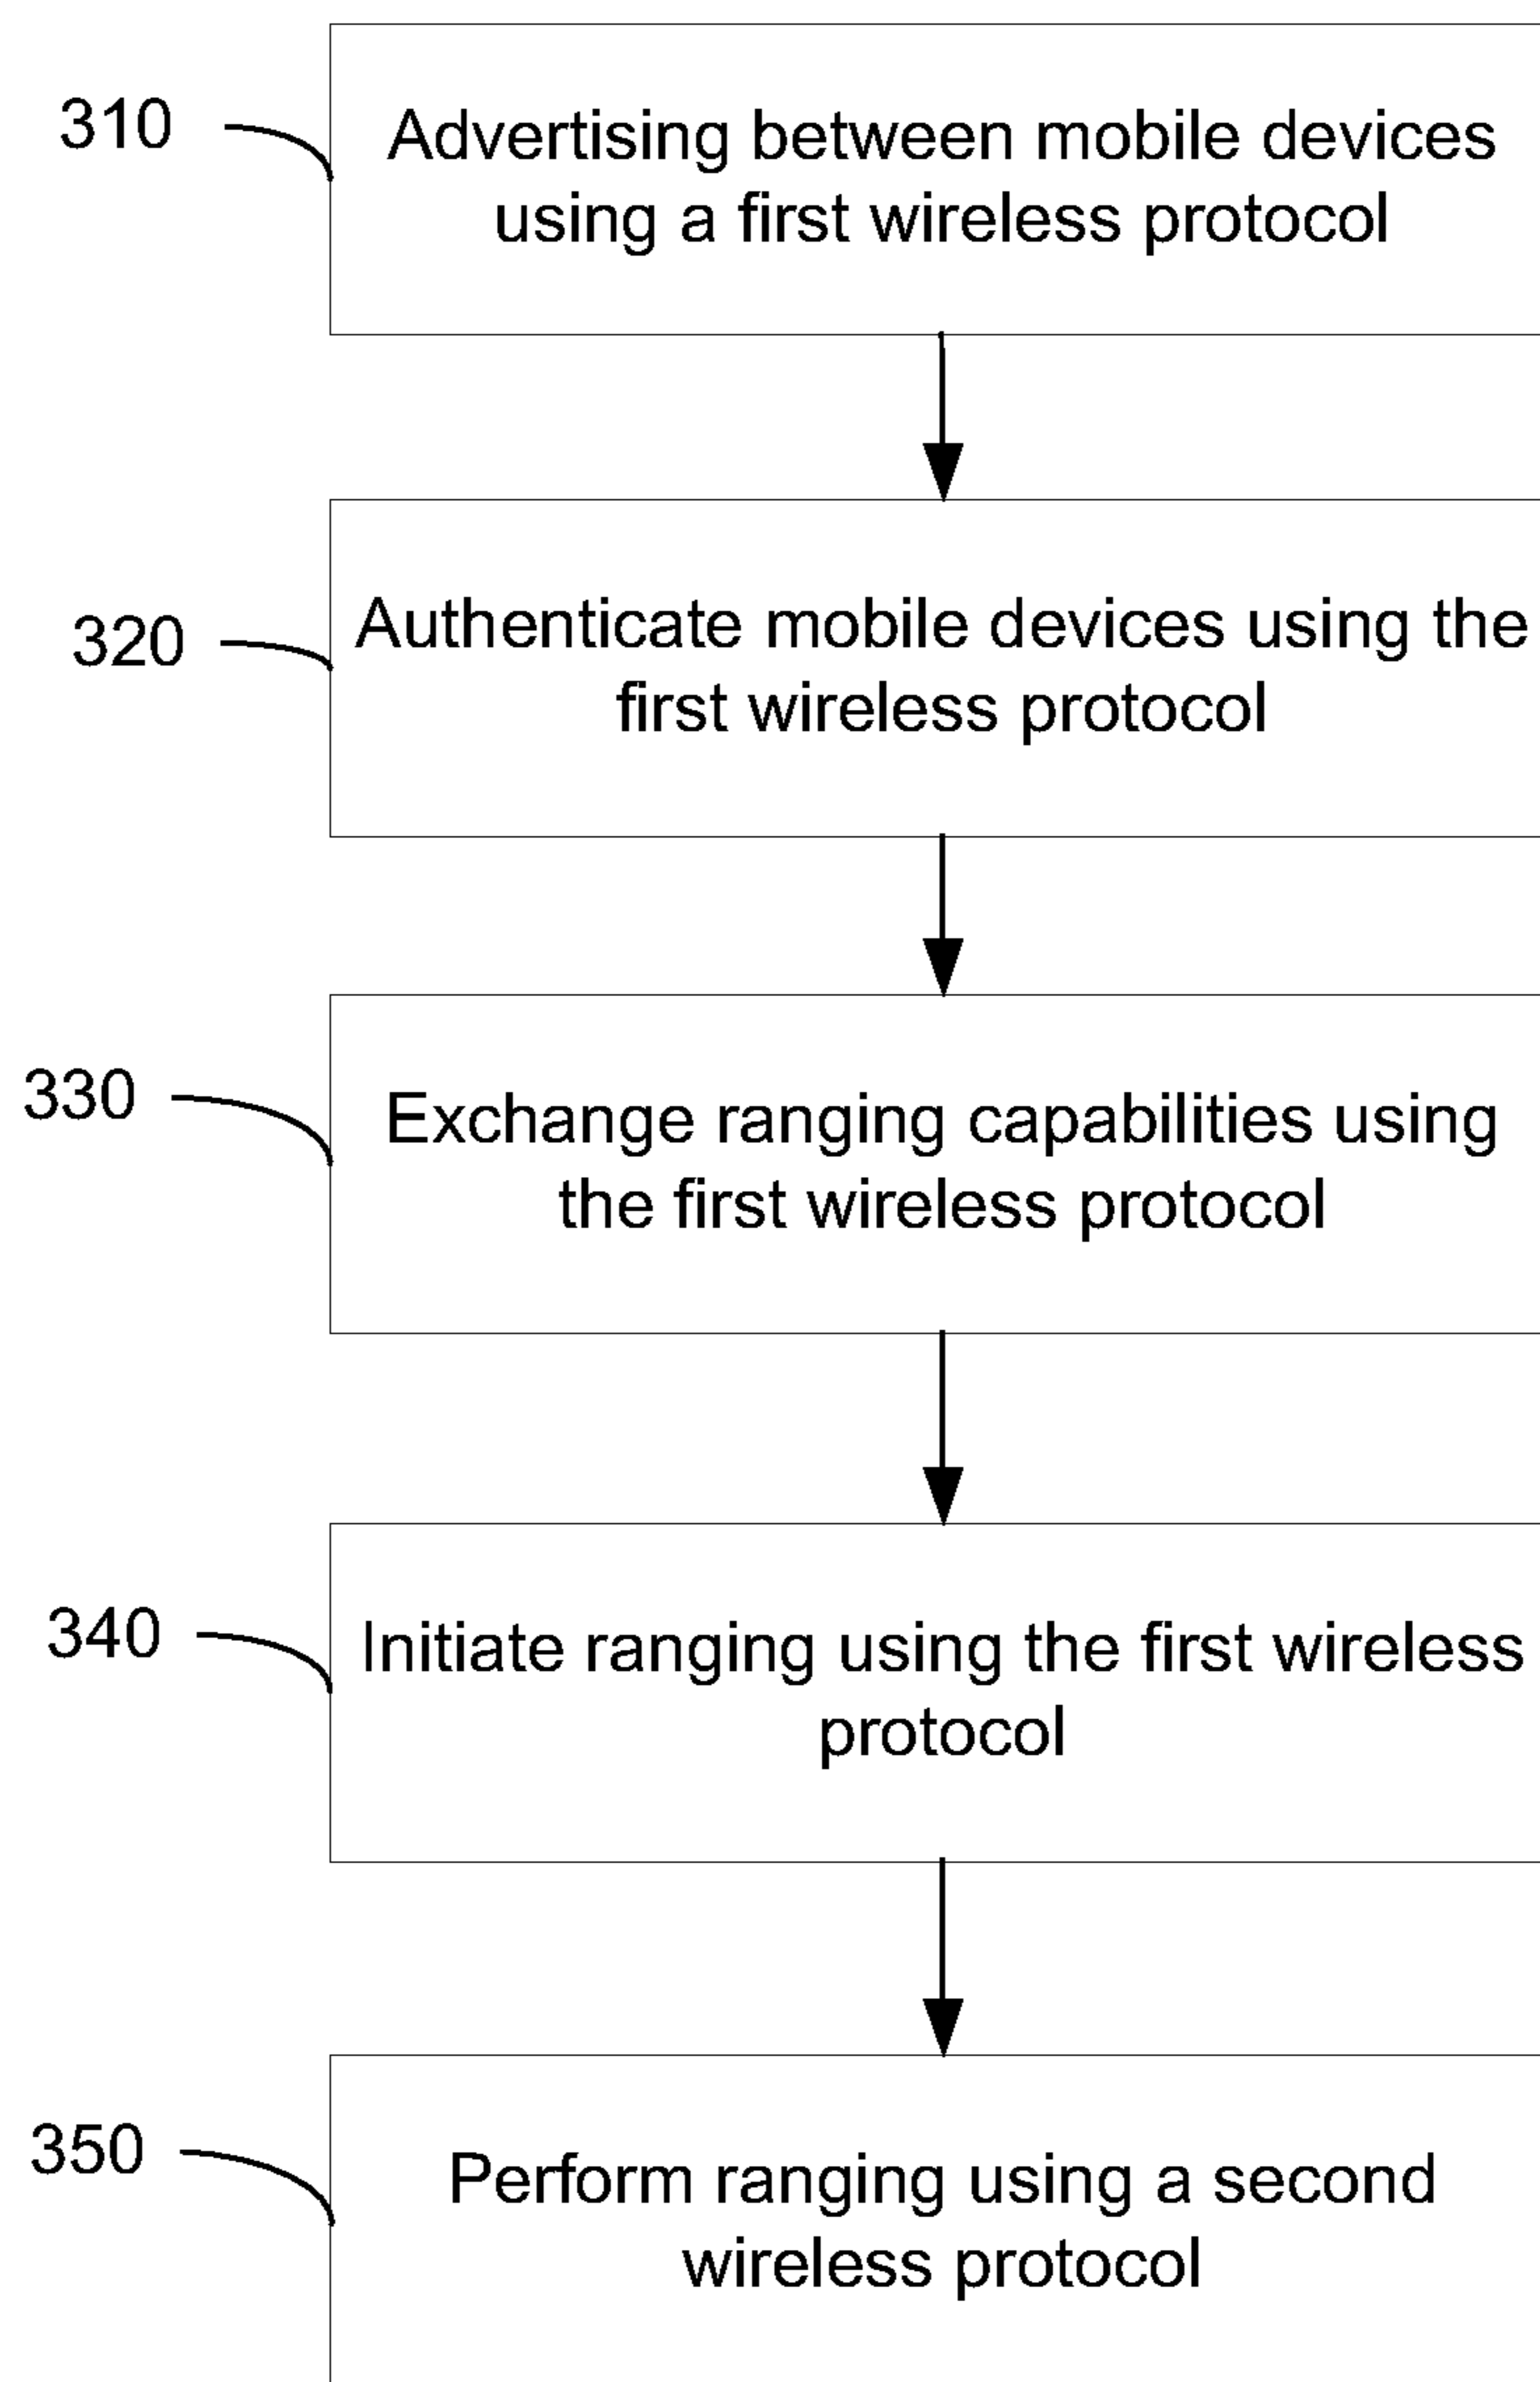 310
Advertising between mobile devices
using a first wireless protocol
320
Authenticate mobile devices using the
first wireless protocol
330
Exchange ranging capabilities using
the first wireless protocol
340
Initiate ranging using the first wireless
protocol
350
Perform ranging using a second
wireless protocol